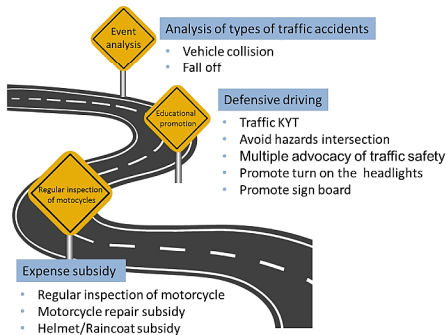 Event
analysis
Analysis of types of traffic accidents
• Vehicle collision
• Fall off
Educational
promotion
Defensive driving
• Traffic KYT
• Avoid hazards intersection
• Multiple advocacy of traffic safety
• Promote turn on the headlights
• Promote sign board
Regular inspection
of motocycles
Expense subsidy
• Regular inspection of motorcycle
• Motorcycle repair subsidy
• Helmet/Raincoat subsidy